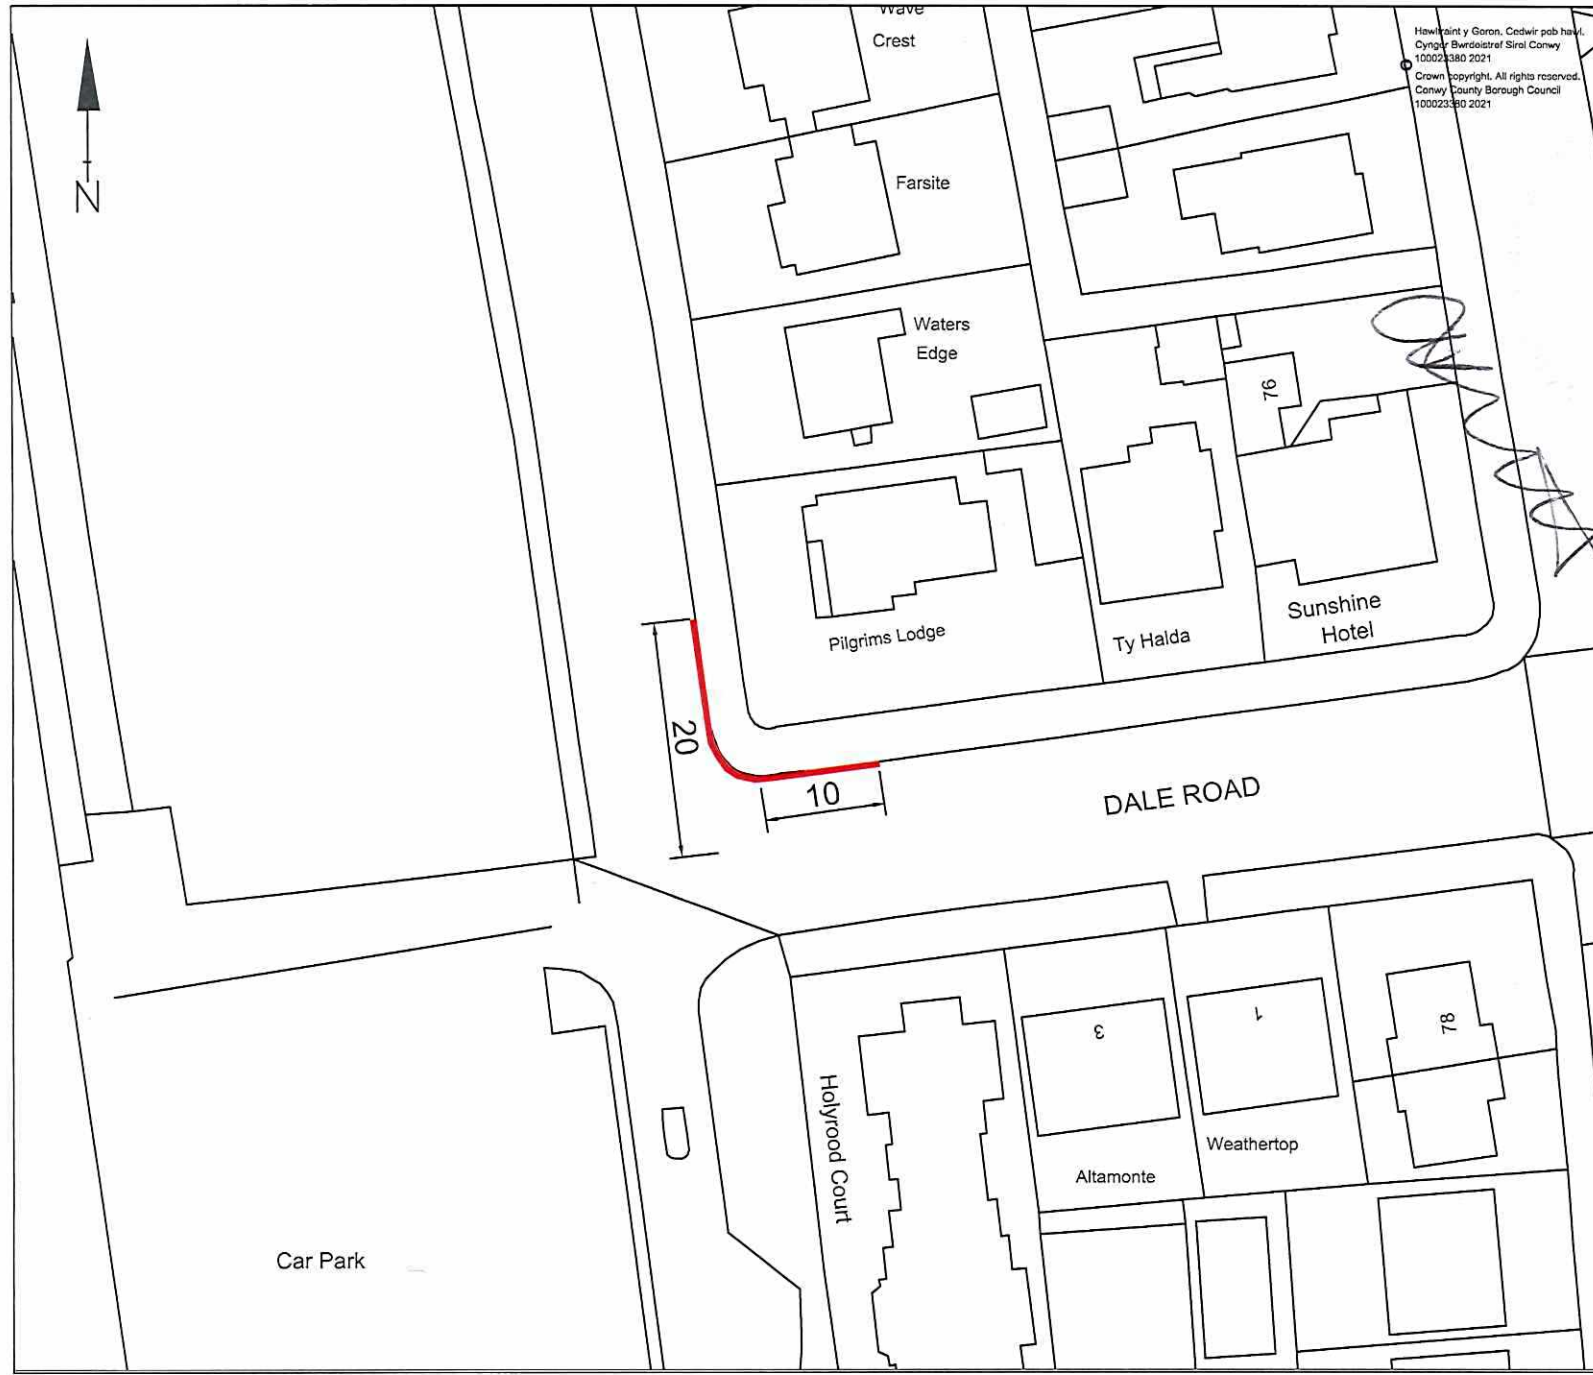 Wave
Crest
Hawlfraint y Goron. Cedwir pob hawl.
Cyngor Bwrdeistref Sirol Conwy
100023380 2021
© Crown copyright. All rights reserved.
Conwy County Borough Council
100023380 2021
N
Farsite
Waters
Edge
76
Pilgrims Lodge
Ty Halda
Sunshine
Hotel
20
10
DALE ROAD
3
1
78
Holyrood Court
Altamonte
Weathertop
Car Park